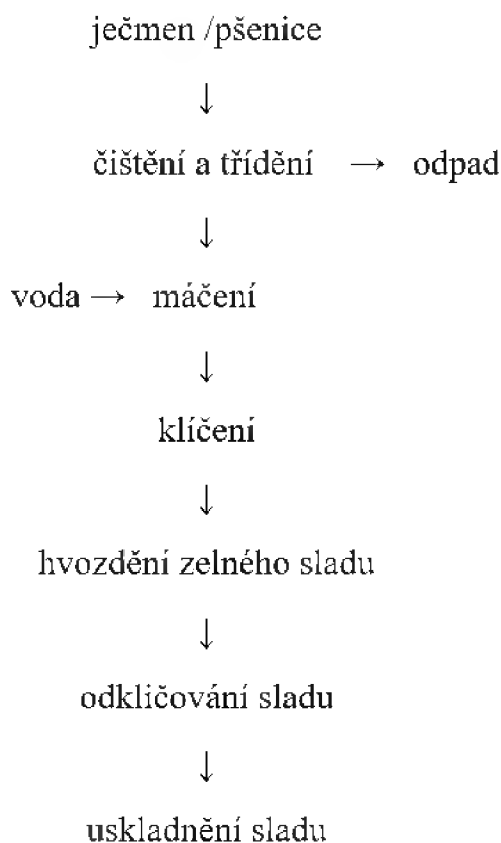 ječmen /pšenice
↓
čištění a třídění → odpad
↓
voda → máčení
↓
klíčení
↓
hvozdění zelného sladu
↓
odkličování sladu
↓
uskladnění sladu